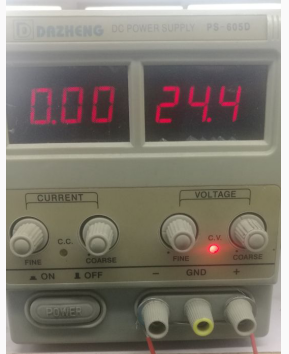 D DAZHENG DC POWER SUPPLY PS-605D
0.00 24.4
CURRENT VOLTAGE
C.C. C.V.
FINE COARSE FINE COARSE
ON OFF - GND +
POWER